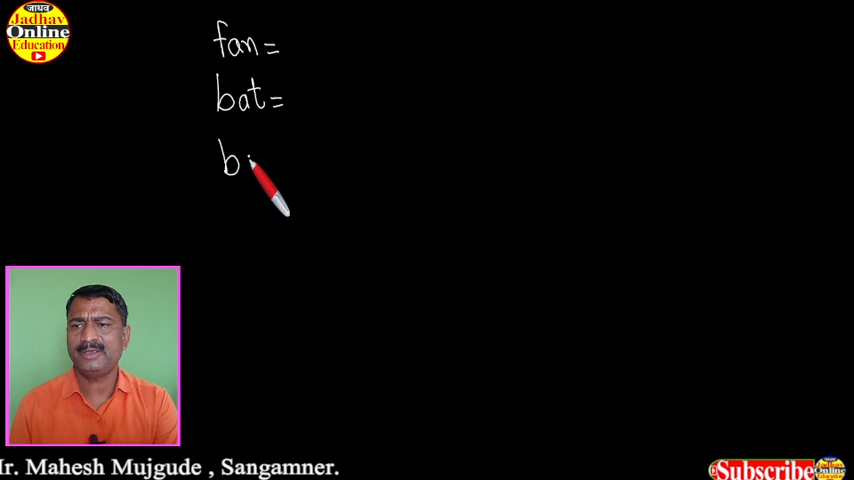 जाधव
Jadhav
Online
Education
fan =
bat =
b
Ir. Mahesh Mujgude , Sangamner.
Subscribe